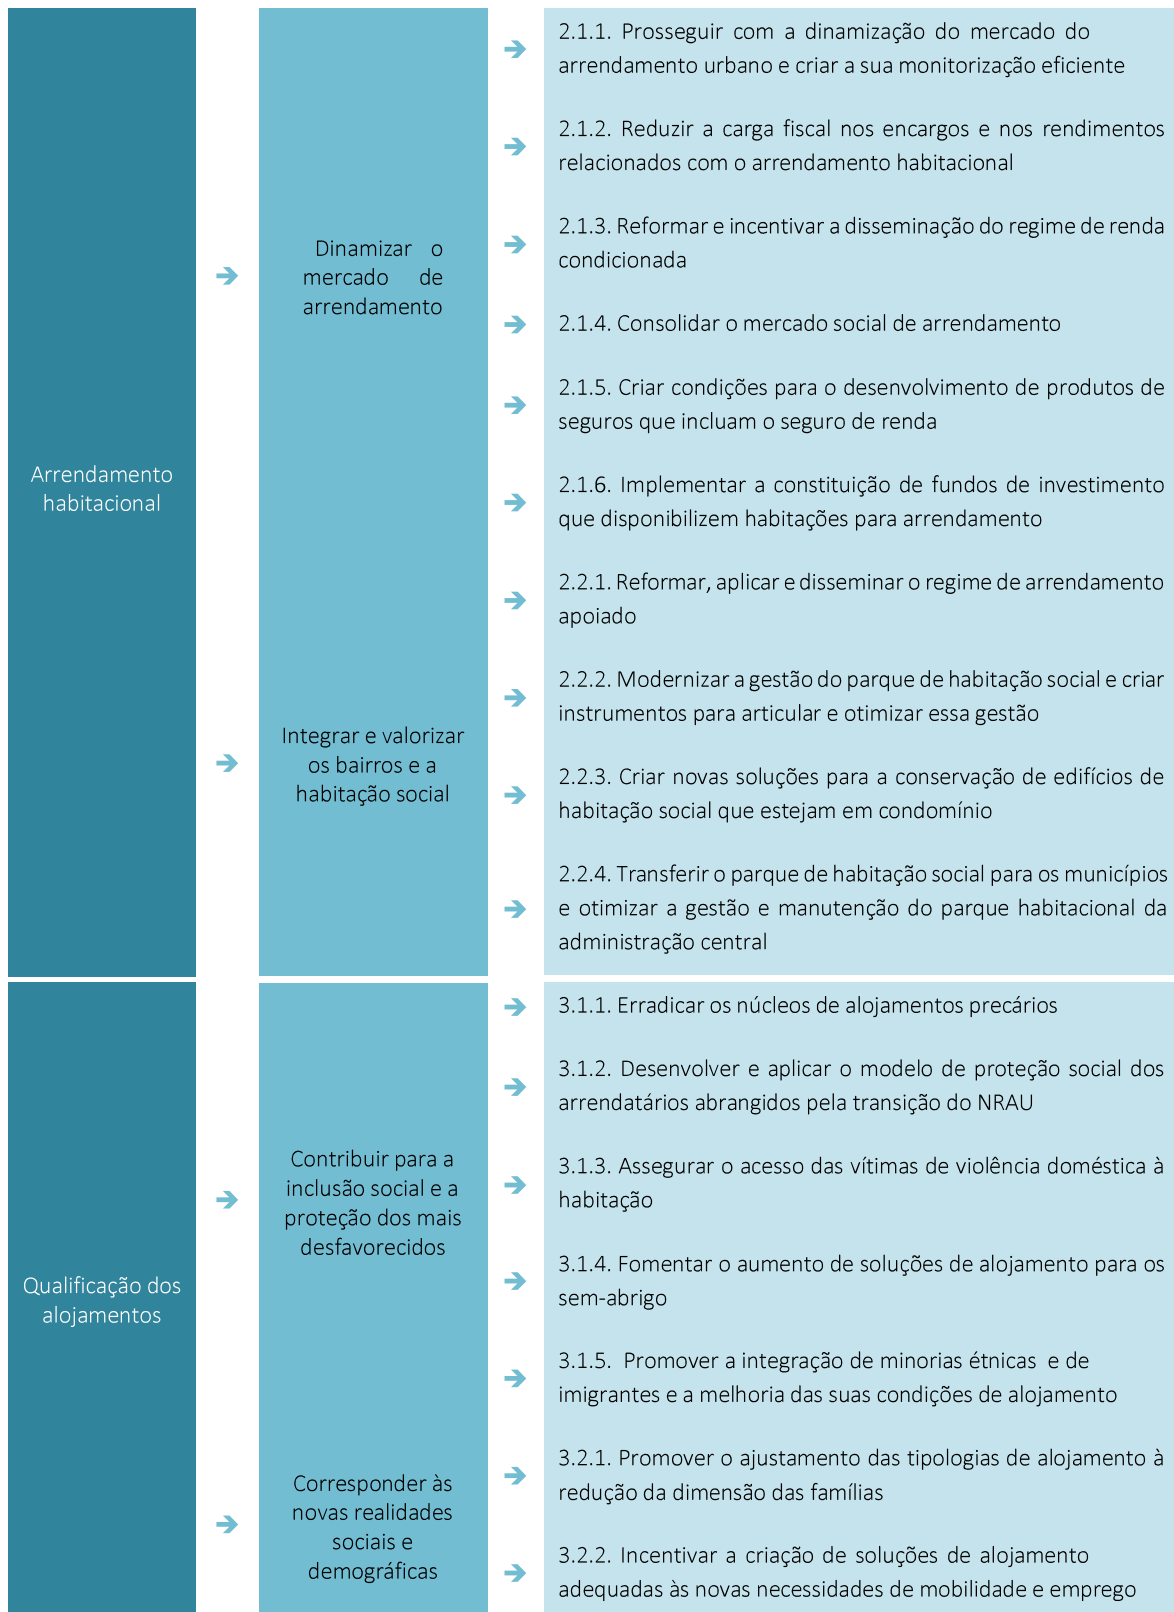 Arrendamento
habitacional
Dinamizar o
mercado de
arrendamento
2.1.1. Prosseguir com a dinamização do mercado do
arrendamento urbano e criar a sua monitorização eficiente
2.1.2. Reduzir a carga fiscal nos encargos e nos rendimentos
relacionados com o arrendamento habitacional
2.1.3. Reformar e incentivar a disseminação do regime de renda
condicionada
2.1.4. Consolidar o mercado social de arrendamento
2.1.5. Criar condições para o desenvolvimento de produtos de
seguros que incluam o seguro de renda
2.1.6. Implementar a constituição de fundos de investimento
que disponibilizem habitações para arrendamento
Integrar e valorizar
os bairros e a
habitação social
2.2.1. Reformar, aplicar e disseminar o regime de arrendamento
apoiado
2.2.2. Modernizar a gestão do parque de habitação social e criar
instrumentos para articular e otimizar essa gestão
2.2.3. Criar novas soluções para a conservação de edifícios de
habitação social que estejam em condomínio
2.2.4. Transferir o parque de habitação social para os municípios
e otimizar a gestão e manutenção do parque habitacional da
administração central
Qualificação dos
alojamentos
Contribuir para a
inclusão social e a
proteção dos mais
desfavorecidos
3.1.1. Erradicar os núcleos de alojamentos precários
3.1.2. Desenvolver e aplicar o modelo de proteção social dos
arrendatários abrangidos pela transição do NRAU
3.1.3. Assegurar o acesso das vítimas de violência doméstica à
habitação
3.1.4. Fomentar o aumento de soluções de alojamento para os
sem-abrigo
3.1.5. Promover a integração de minorias étnicas e de
imigrantes e a melhoria das suas condições de alojamento
Corresponder às
novas realidades
sociais e
demográficas
3.2.1. Promover o ajustamento das tipologias de alojamento à
redução da dimensão das famílias
3.2.2. Incentivar a criação de soluções de alojamento
adequadas às novas necessidades de mobilidade e emprego